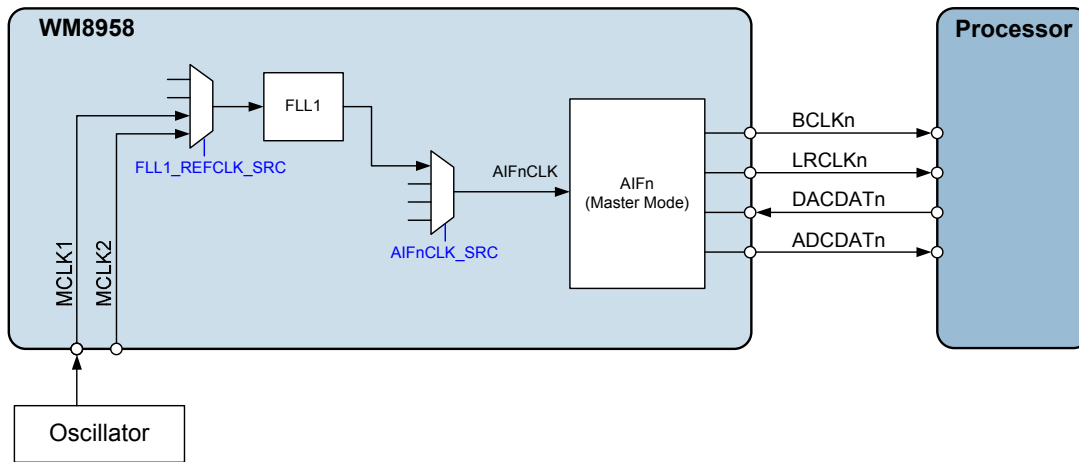 WM8958
Processor
FLL1
FLL1_REFCLK_SRC
AIFnCLK
AIFnCLK_SRC
AIFn
(Master Mode)
BCLKn
LRCLKn
DACDATn
ADCDATn
MCLK1
MCLK2
Oscillator